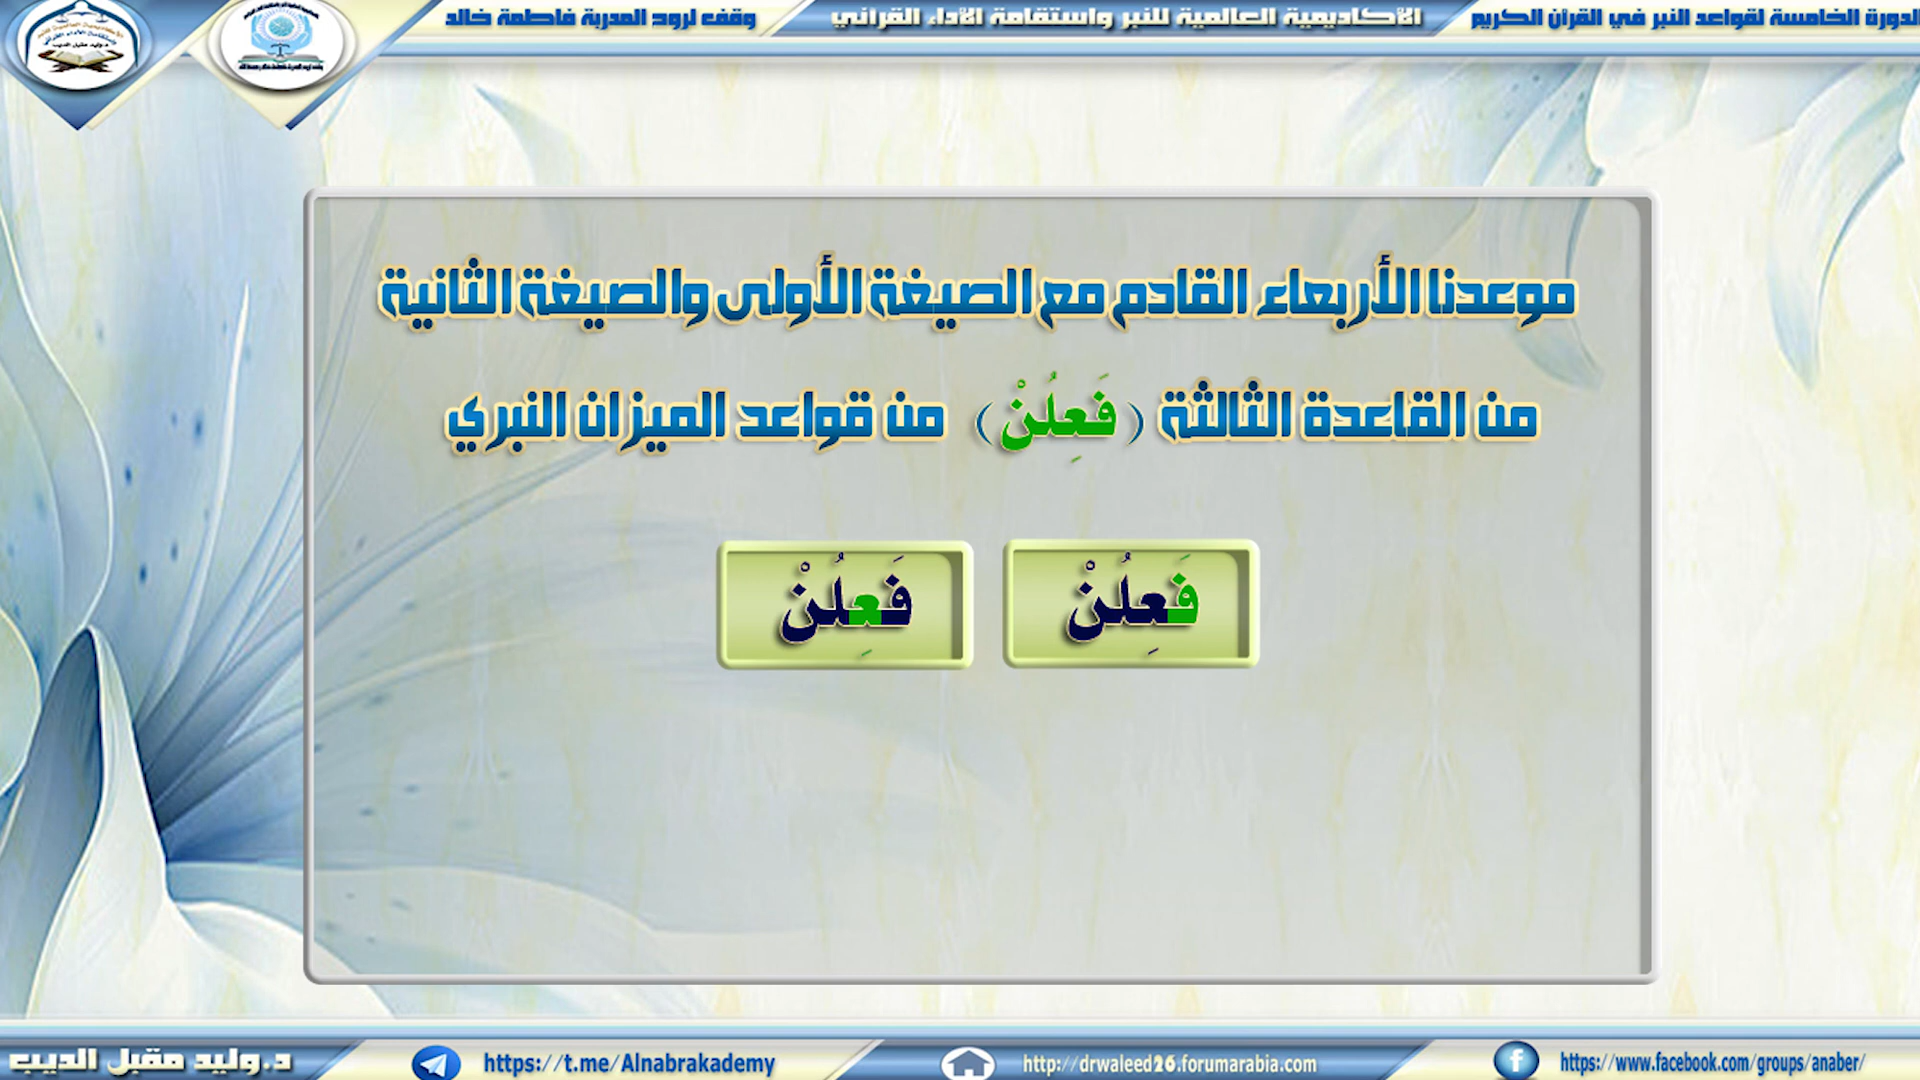 الدورة الخامسة لقواعد النبر في القرآن الكريم
الأكاديمية العالمية للنبر واستقامة الأداء القرآني
وقف لروح المدربة فاطمة خالد
موعدنا الأربعاء القادم مع الصيغة الأولى والصيغة الثانية
من القاعدة الثالثة (فَعِلُنْ) من قواعد الميزان النبري
فَعِلُنْ فَعِلُنْ
د.وليد مقبل الديب
https://t.me/Alnabrakademy
http://drwaleed26.forumarabia.com
https://www.facebook.com/groups/anaber/